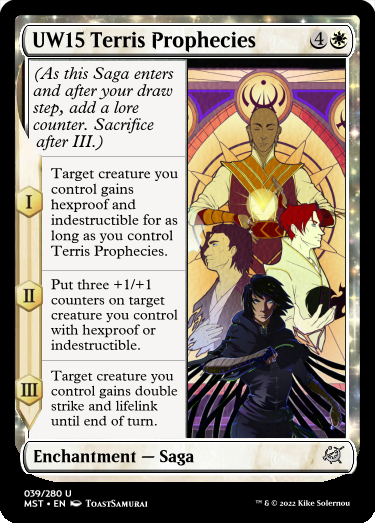 UW15 Terris Prophecies 4
(As this Saga enters
and after your draw
step, add a lore
counter. Sacrifice
after III.)
I
Target creature you
control gains
hexproof and
indestructible for as
long as you control
Terris Prophecies.
II
Put three +1/+1
counters on target
creature you control
with hexproof or
indestructible.
III
Target creature you
control gains double
strike and lifelink
until end of turn.
Enchantment — Saga
039/280 U
MST • EN ToastSamurai
™ & © 2022 Kike Solernou